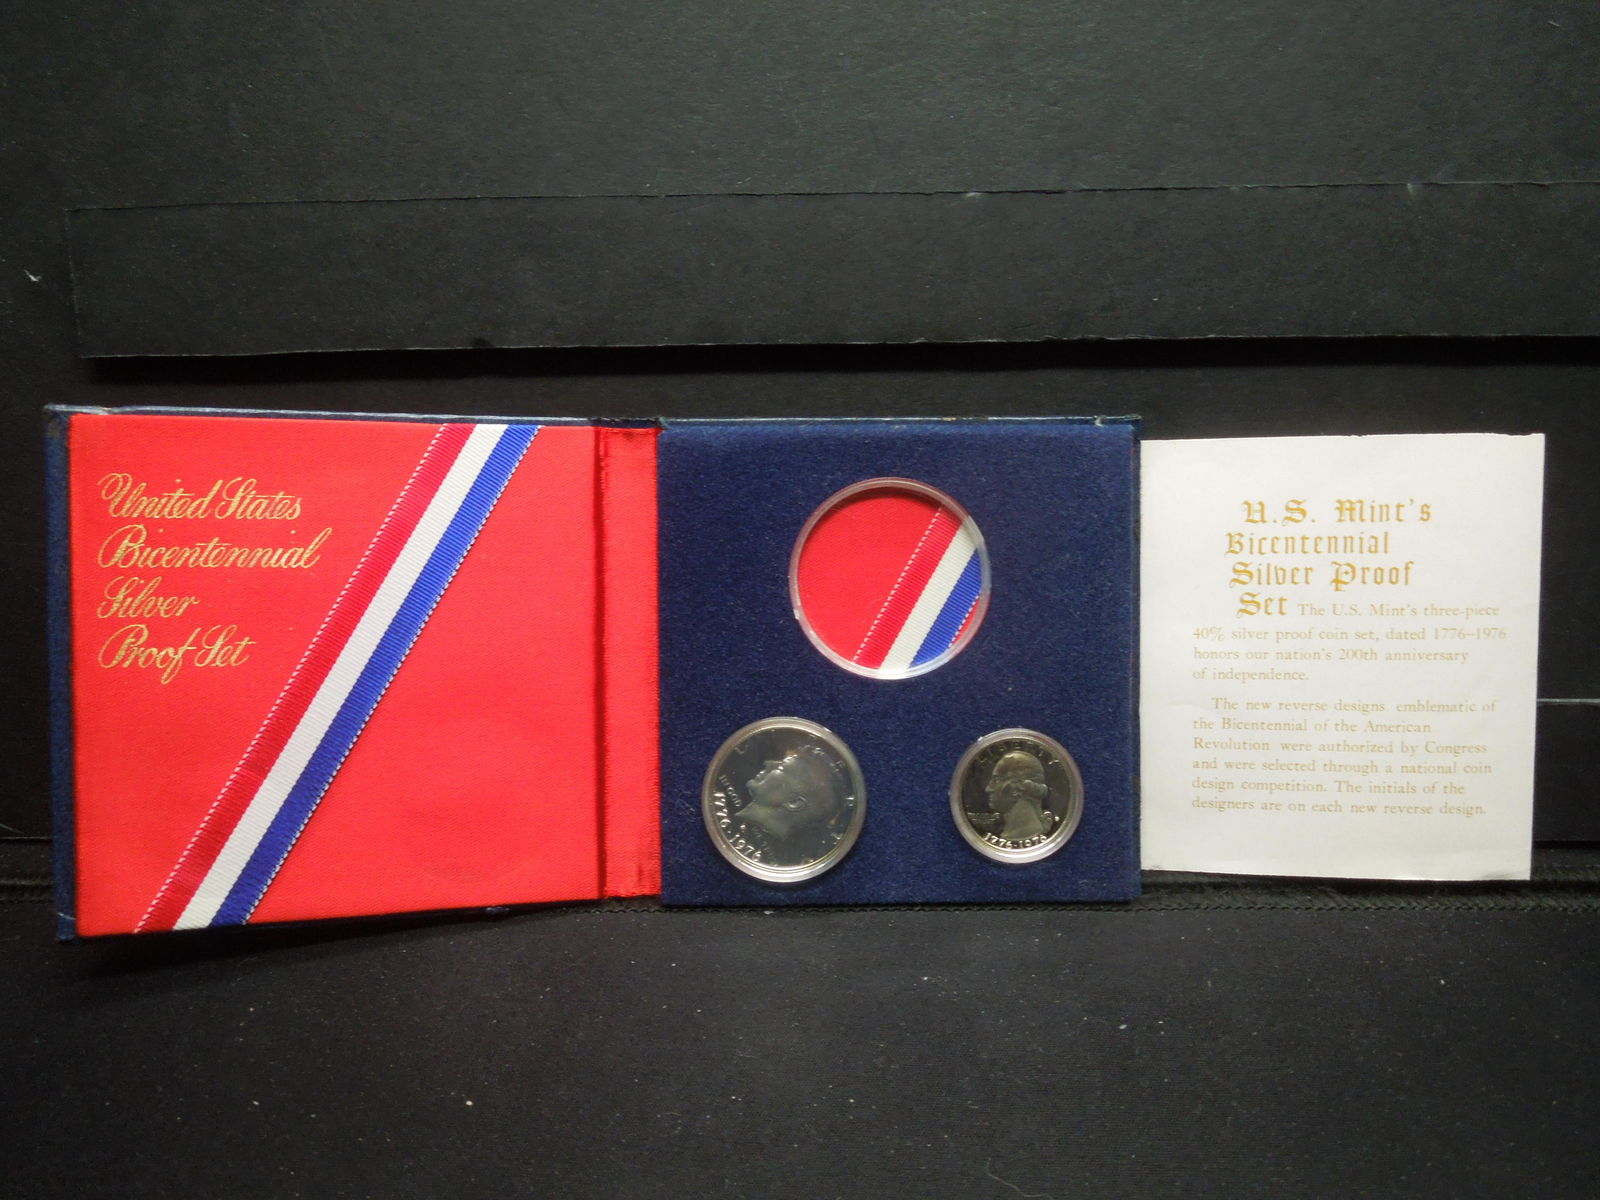 United States
Bicentennial
Silver
Proof Set
1776·1976
LIBERTY
1776·1976
U.S. Mint's
Bicentennial
Silver Proof
Set The U.S. Mint's three-piece
40% silver proof coin set, dated 1776–1976
honors our nation's 200th anniversary
of independence.
The new reverse designs emblematic of
the Bicentennial of the American
Revolution were authorized by Congress
and were selected through a national coin
design competition. The initials of the
designers are on each new reverse design.